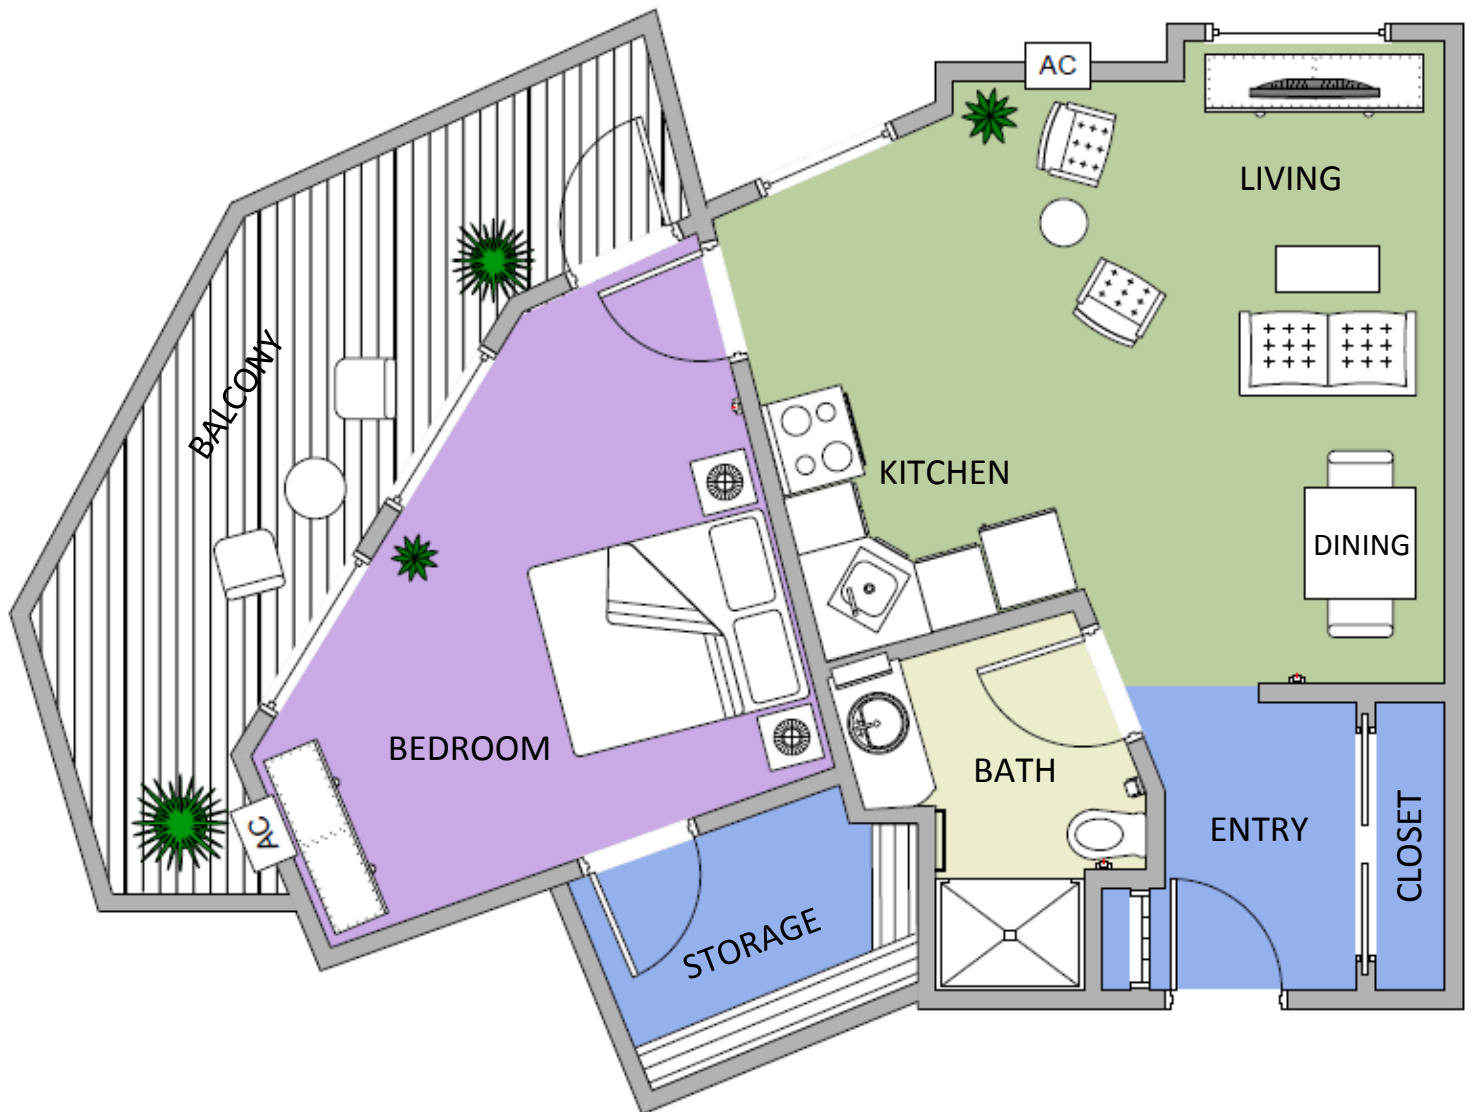 AC
LIVING
BALCONY
KITCHEN
DINING
BEDROOM
BATH
ENTRY
CLOSET
AC
STORAGE